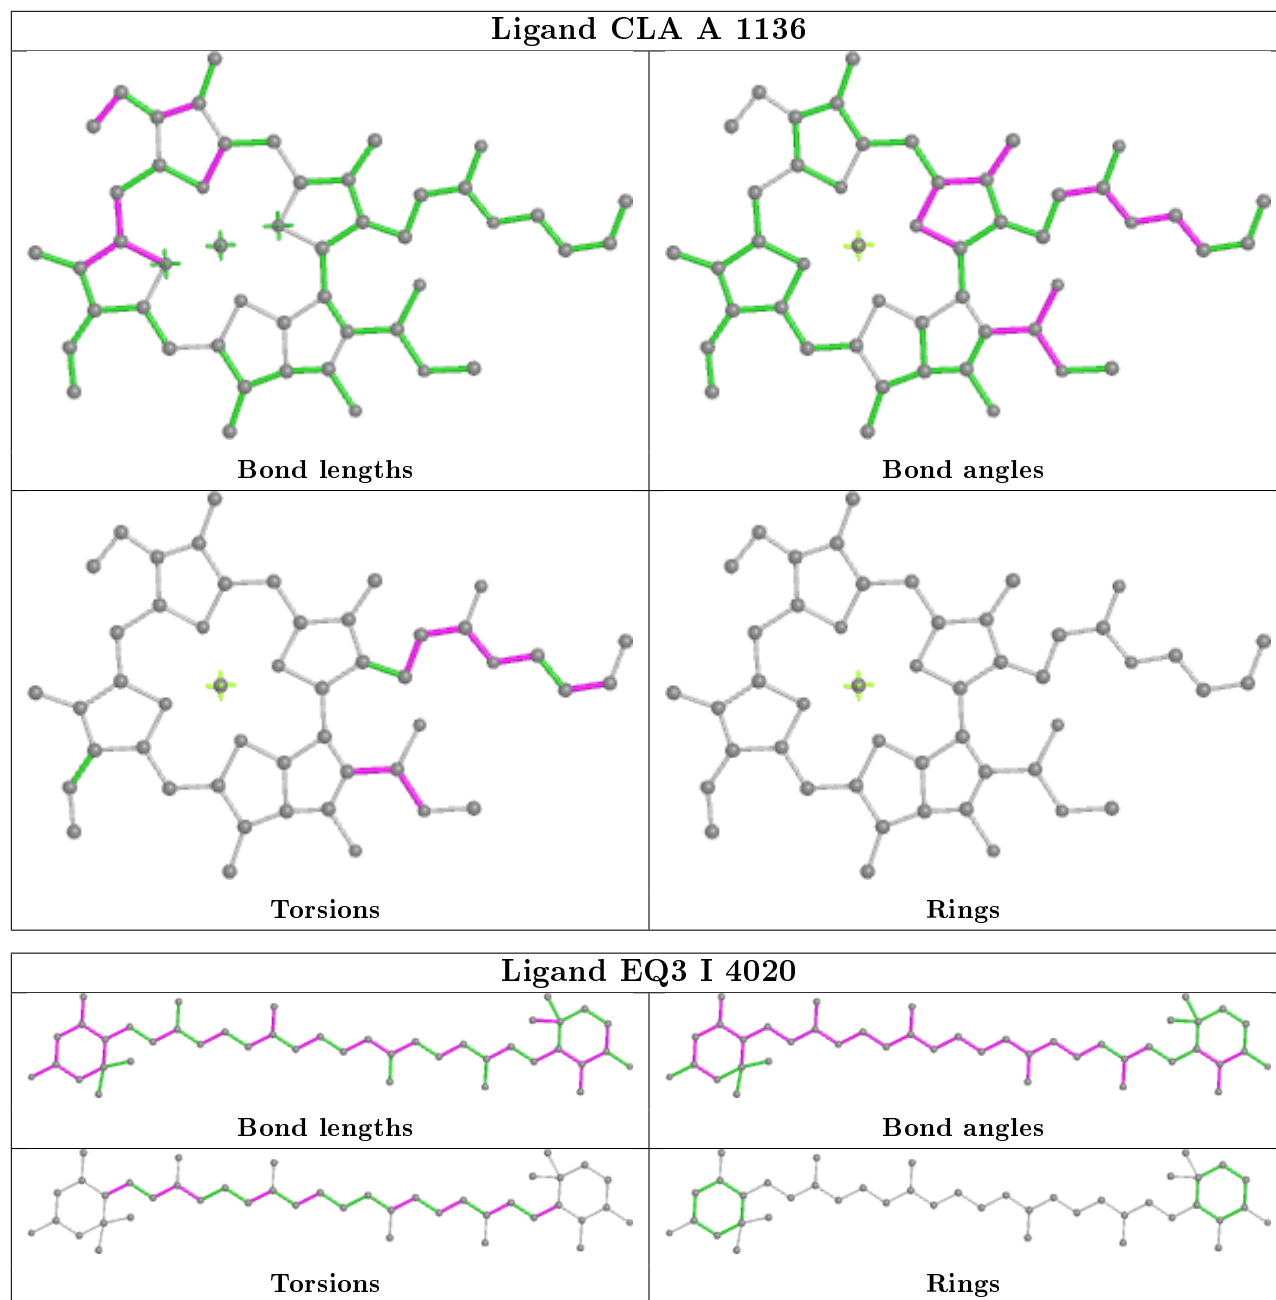 Ligand CLA A 1136
Bond lengths
Bond angles
Torsions
Rings
Ligand EQ3 I 4020
Bond lengths
Bond angles
Torsions
Rings